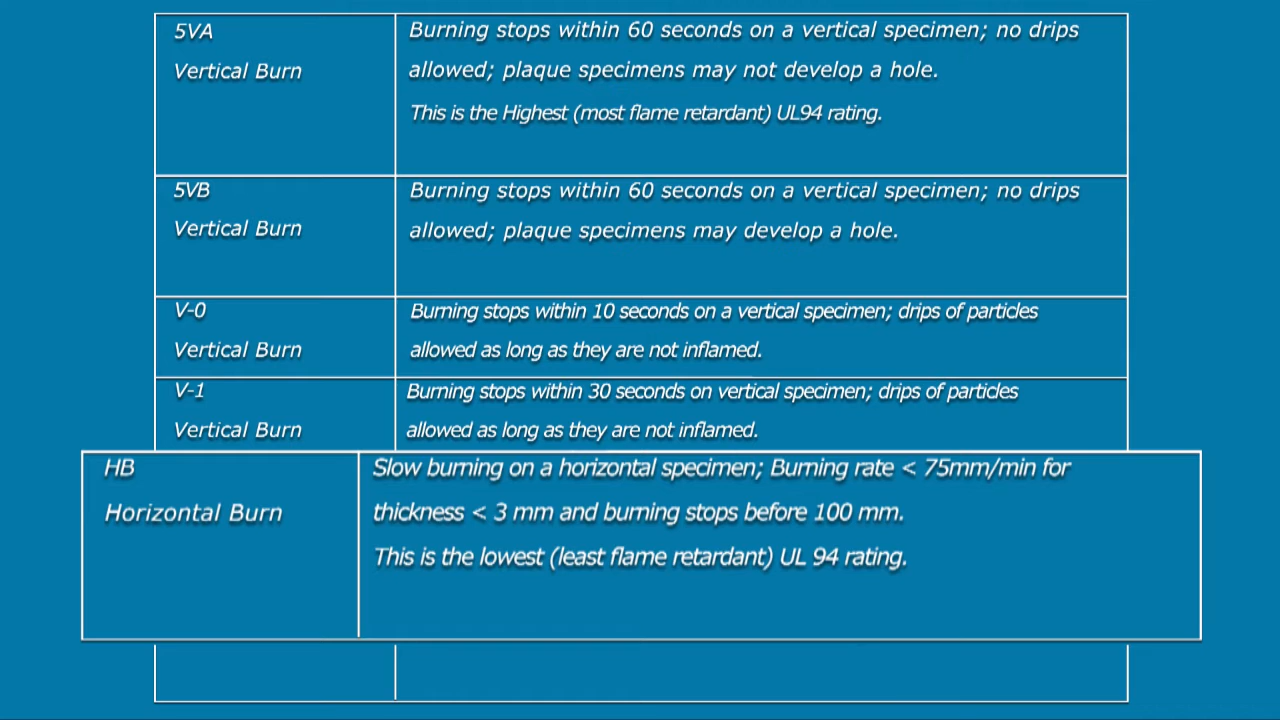 5VA
Vertical Burn
Burning stops within 60 seconds on a vertical specimen; no drips
allowed; plaque specimens may not develop a hole.
This is the Highest (most flame retardant) UL94 rating.
5VB
Vertical Burn
Burning stops within 60 seconds on a vertical specimen; no drips
allowed; plaque specimens may develop a hole.
V-0
Vertical Burn
Burning stops within 10 seconds on a vertical specimen; drips of particles
allowed as long as they are not inflamed.
V-1
Vertical Burn
Burning stops within 30 seconds on vertical specimen; drips of particles
allowed as long as they are not inflamed.
HB
Horizontal Burn
Slow burning on a horizontal specimen; Burning rate < 75mm/min for
thickness < 3 mm and burning stops before 100 mm.
This is the lowest (least flame retardant) UL 94 rating.